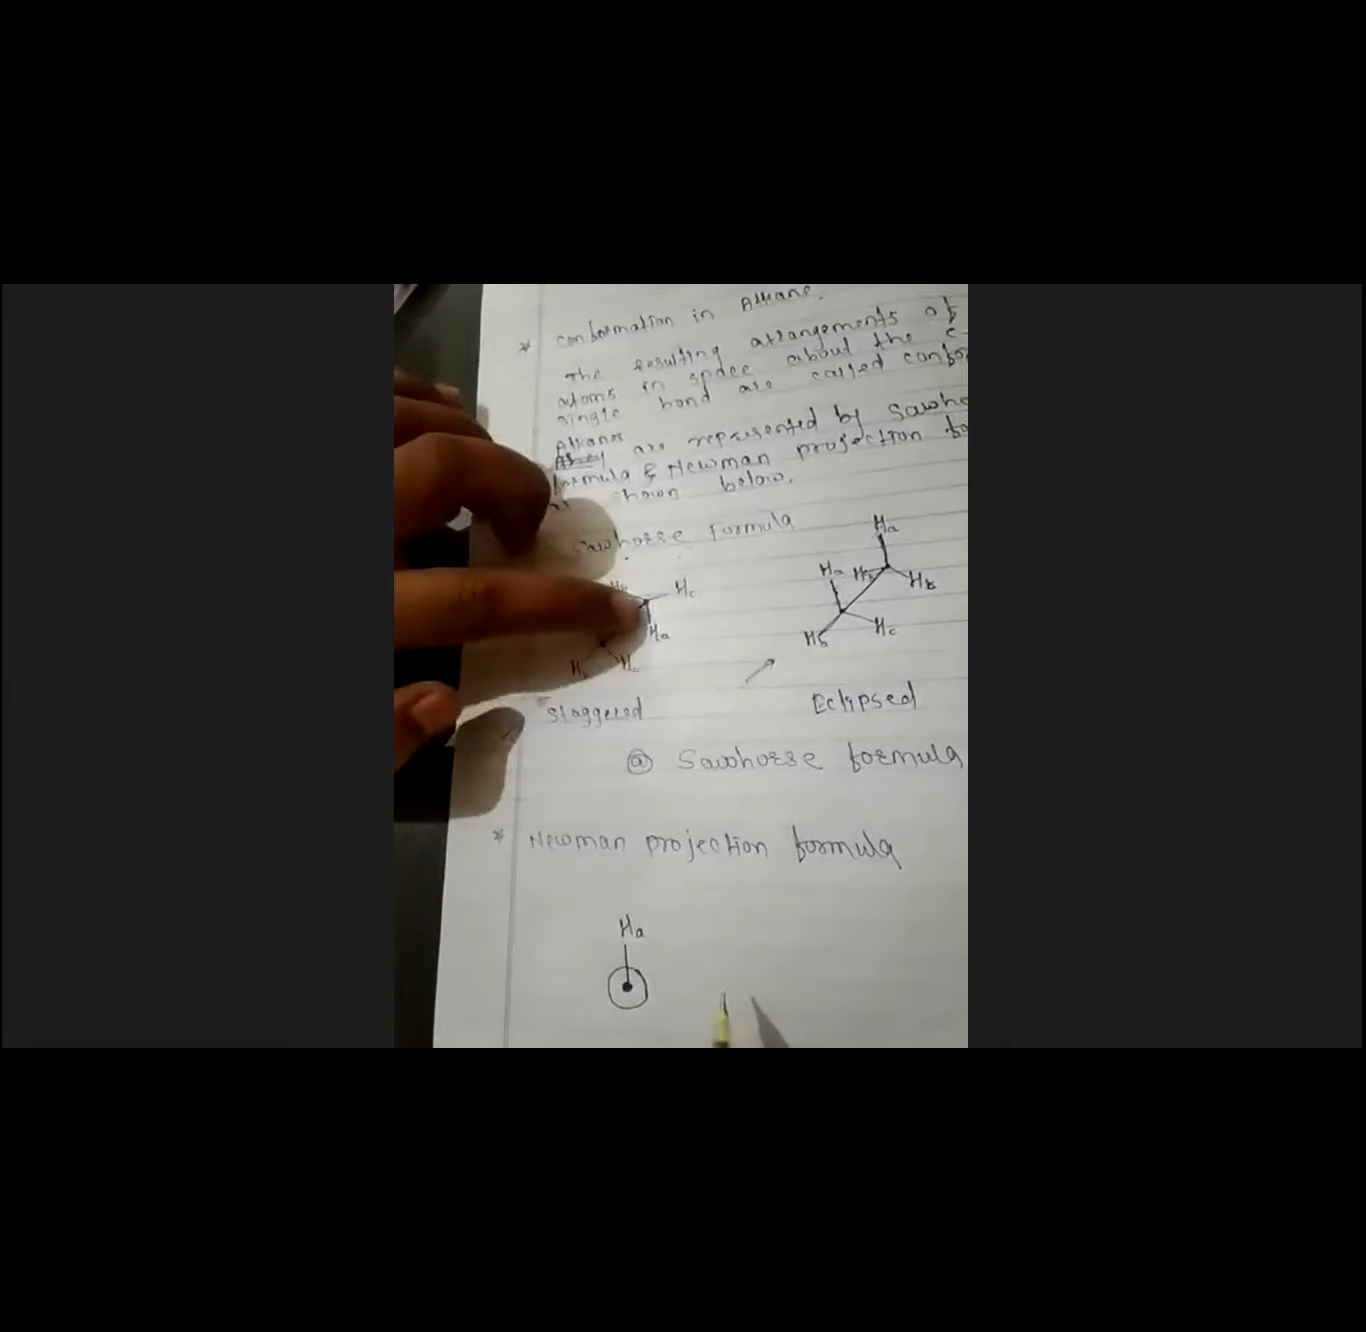 * conformation in Alkane.
The resulting arrangements of
atoms in space about the c-
single bond are called confor
Alkanes
are represented by sawho
formula & Newman projection fo
shown below.
Sawhorse Formula
Ha
Ha Hc Hb
Hb Hc
Hc
Ha
H H
Staggered Eclipsed
(a) Sawhorse formula
* Newman projection formula
Ha